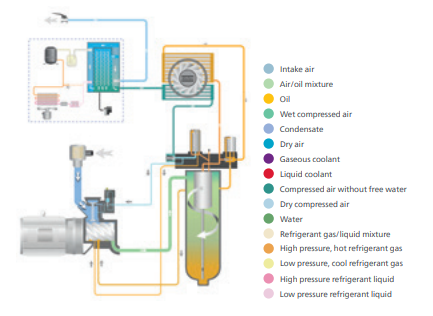 Intake air
Air/oil mixture
Oil
Wet compressed air
Condensate
Dry air
Gaseous coolant
Liquid coolant
Compressed air without free water
Dry compressed air
Water
Refrigerant gas/liquid mixture
High pressure, hot refrigerant gas
Low pressure, cool refrigerant gas
High pressure refrigerant liquid
Low pressure refrigerant liquid